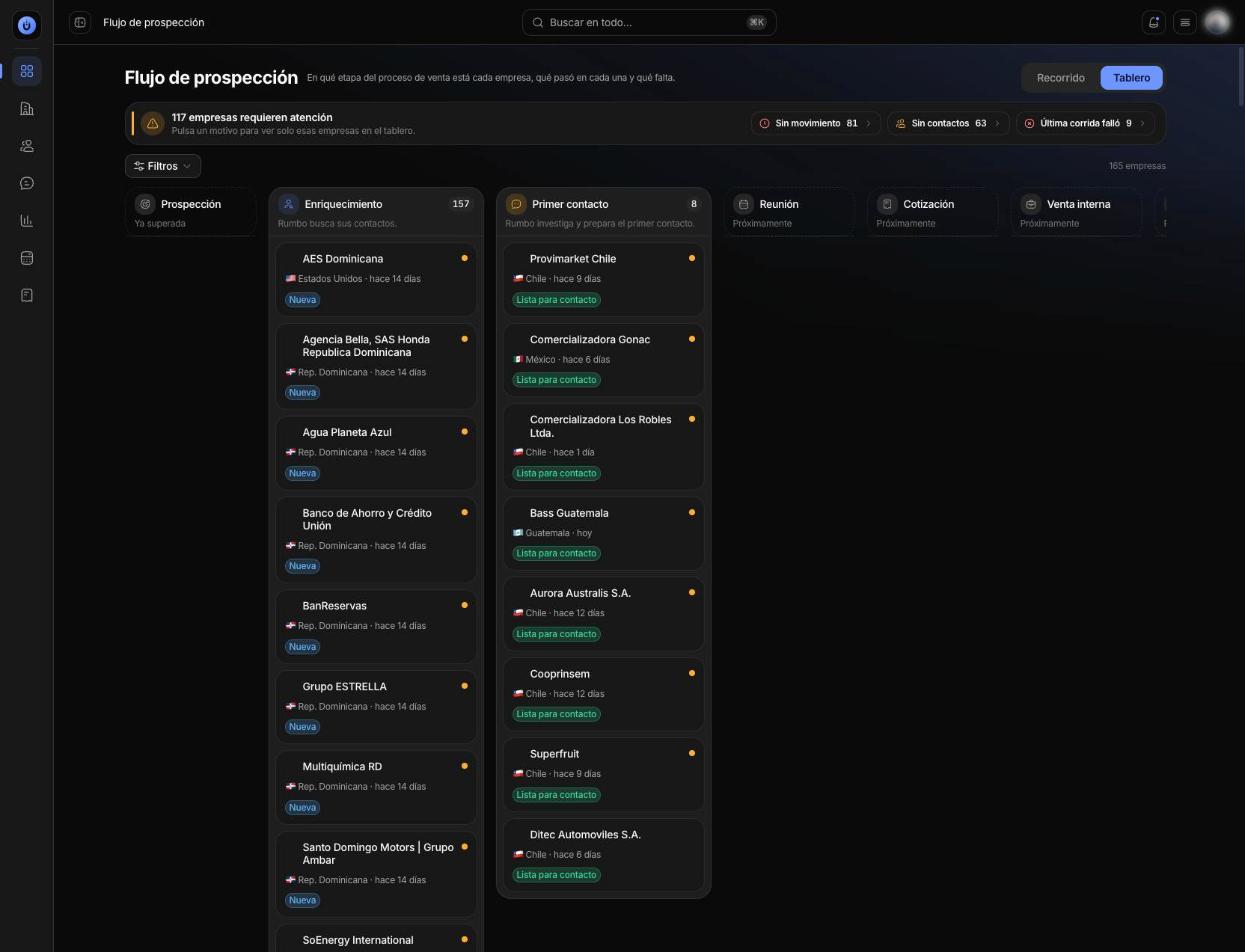 Flujo de prospección
Buscar en todo...
⌘K
Flujo de prospección
En qué etapa del proceso de venta está cada empresa, qué pasó en cada una y qué falta.
Recorrido
Tablero
117 empresas requieren atención
Pulsa un motivo para ver solo esas empresas en el tablero.
Sin movimiento 81
Sin contactos 63
Última corrida falló 9
Filtros
165 empresas
Prospección
Ya superada
Enriquecimiento 157
Rumbo busca sus contactos.
AES Dominicana
Estados Unidos · hace 14 días
Nueva
Agencia Bella, SAS Honda
Republica Dominicana
Rep. Dominicana · hace 14 días
Nueva
Agua Planeta Azul
Rep. Dominicana · hace 14 días
Nueva
Banco de Ahorro y Crédito
Unión
Rep. Dominicana · hace 14 días
Nueva
BanReservas
Rep. Dominicana · hace 14 días
Nueva
Grupo ESTRELLA
Rep. Dominicana · hace 14 días
Nueva
Multiquímica RD
Rep. Dominicana · hace 14 días
Nueva
Santo Domingo Motors | Grupo
Ambar
Rep. Dominicana · hace 14 días
Nueva
SoEnergy International
Primer contacto 8
Rumbo investiga y prepara el primer contacto.
Provimarket Chile
Chile · hace 9 días
Lista para contacto
Comercializadora Gonac
México · hace 6 días
Lista para contacto
Comercializadora Los Robles
Ltda.
Chile · hace 1 día
Lista para contacto
Bass Guatemala
Guatemala · hoy
Lista para contacto
Aurora Australis S.A.
Chile · hace 12 días
Lista para contacto
Cooprinsem
Chile · hace 12 días
Lista para contacto
Superfruit
Chile · hace 9 días
Lista para contacto
Ditec Automoviles S.A.
Chile · hace 6 días
Lista para contacto
Reunión
Próximamente
Cotización
Próximamente
Venta interna
Próximamente